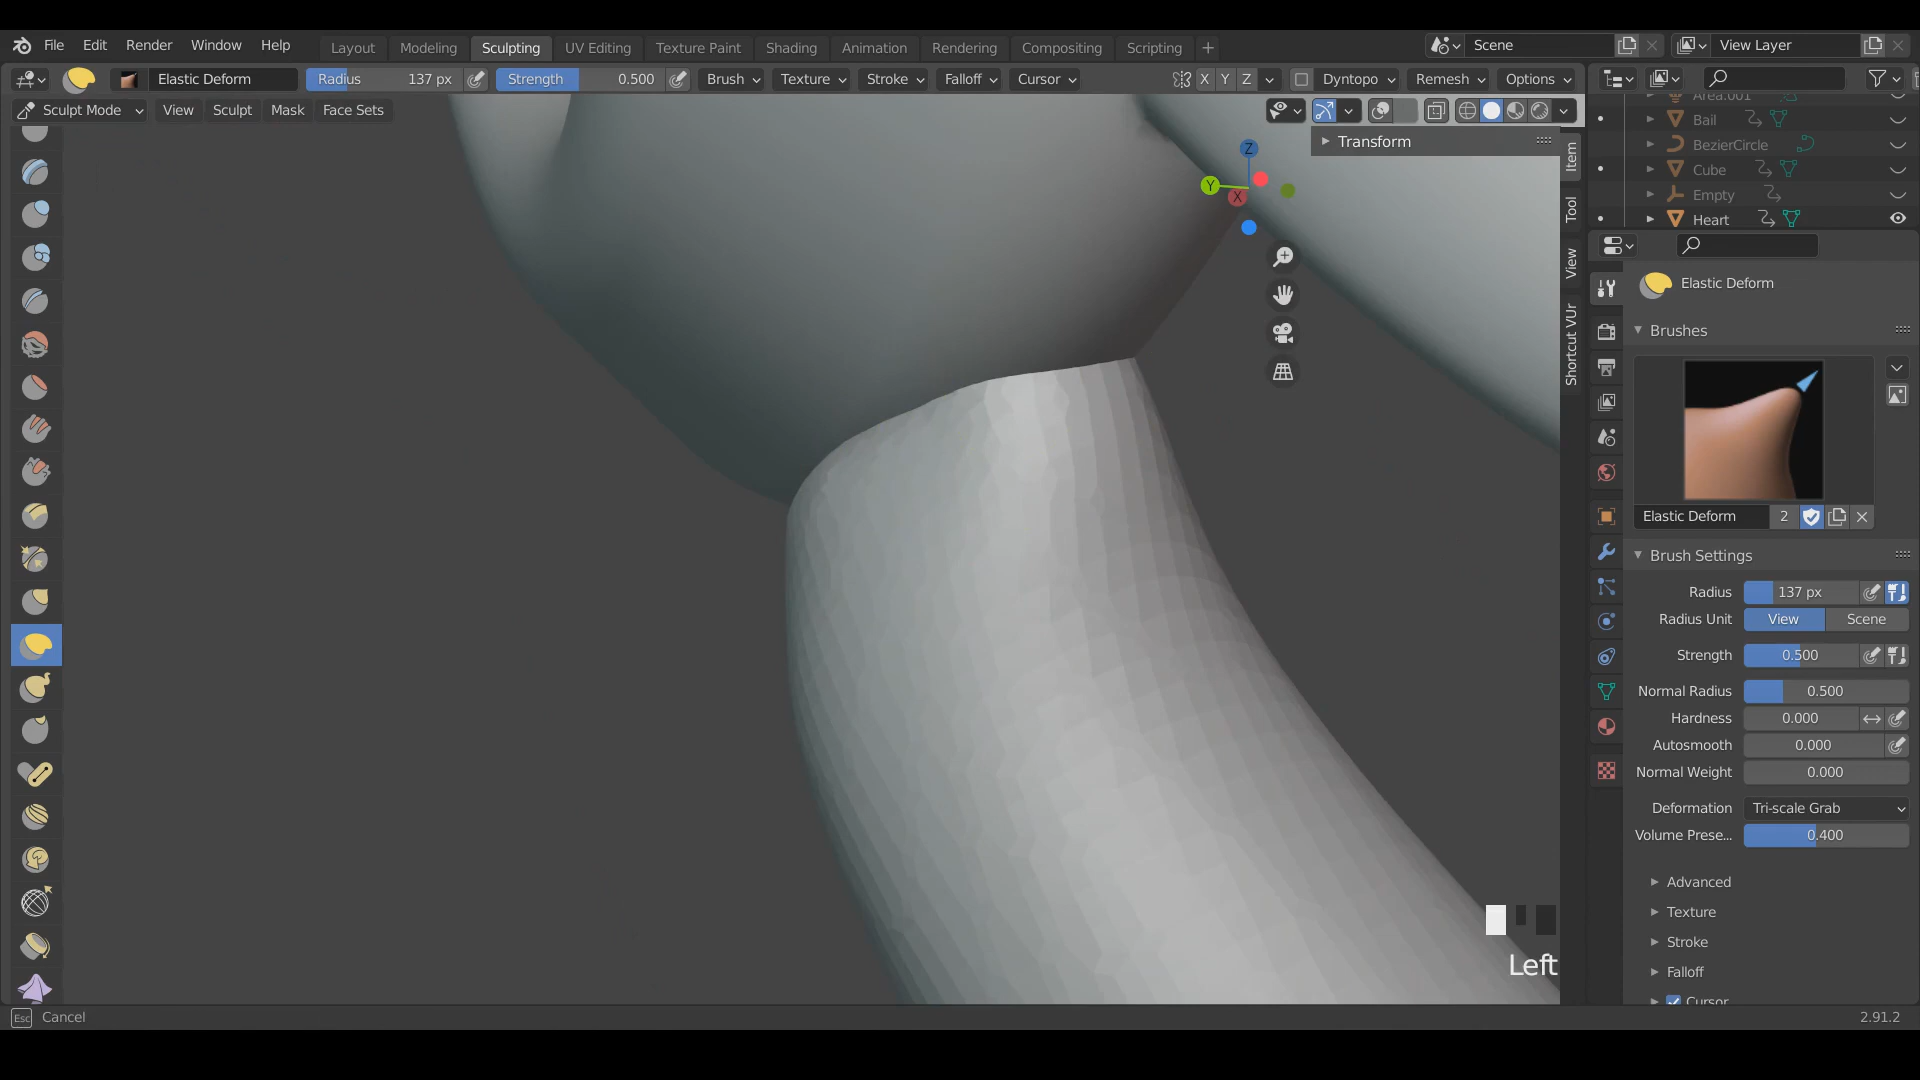 File Edit Render Window Help Layout Modeling Sculpting UV Editing Texture Paint Shading Animation Rendering Compositing Scripting + Scene View Layer
Elastic Deform Radius 137 px Strength 0.500 Brush Texture Stroke Falloff Cursor X Y Z Dyntopo Remesh Options
Sculpt Mode View Sculpt Mask Face Sets
Area.001
Bail
BezierCircle
Cube
Empty
Heart
Transform
Item
Tool
View
Shortcut VUr
Z
Y
X
Elastic Deform
Brushes
Elastic Deform 2
Brush Settings
Radius 137 px
Radius Unit View Scene
Strength 0.500
Normal Radius 0.500
Hardness 0.000
Autosmooth 0.000
Normal Weight 0.000
Deformation Tri-scale Grab
Volume Prese... 0.400
Advanced
Texture
Stroke
Falloff
Cursor
Left
Esc Cancel
2.91.2